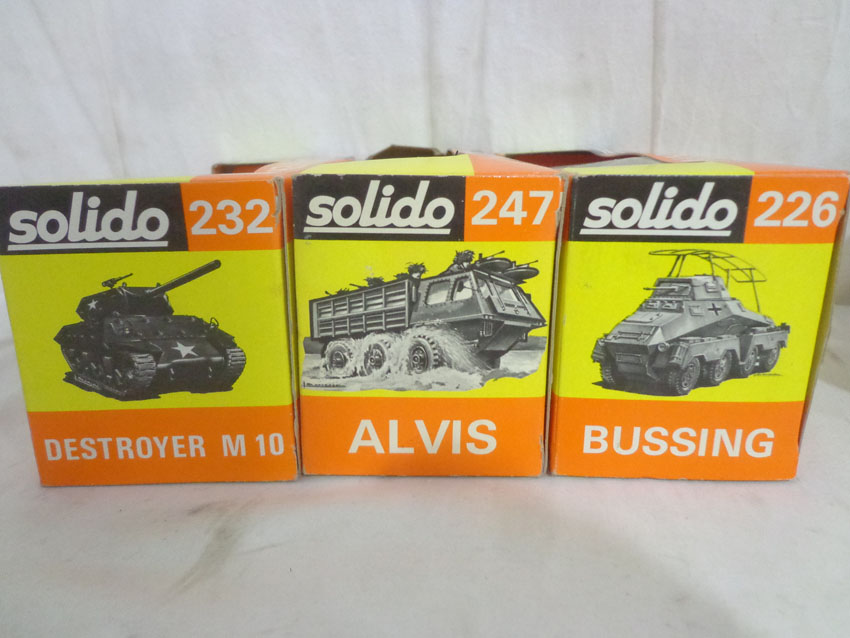 solido 232
DESTROYER M 10
solido 247
ALVIS
solido 226
BUSSING